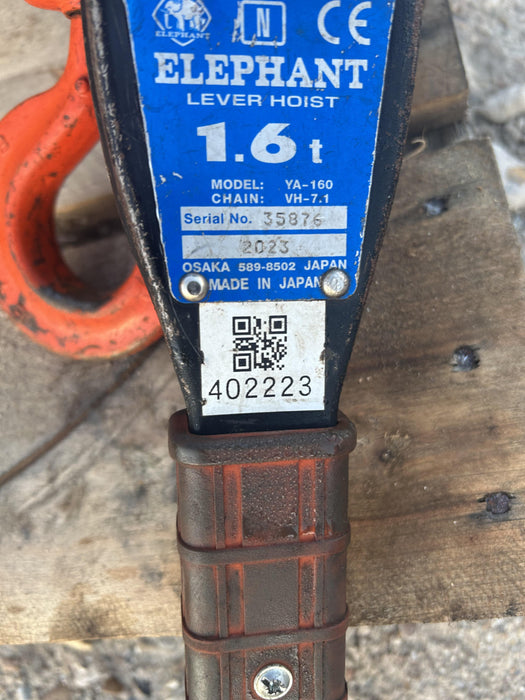 ELEPHANT
N
CE
ELEPHANT
LEVER HOIST
1.6 t
MODEL: YA-160
CHAIN: VH-7.1
Serial No. 35876
2023
OSAKA 589-8502 JAPAN
MADE IN JAPAN
402223